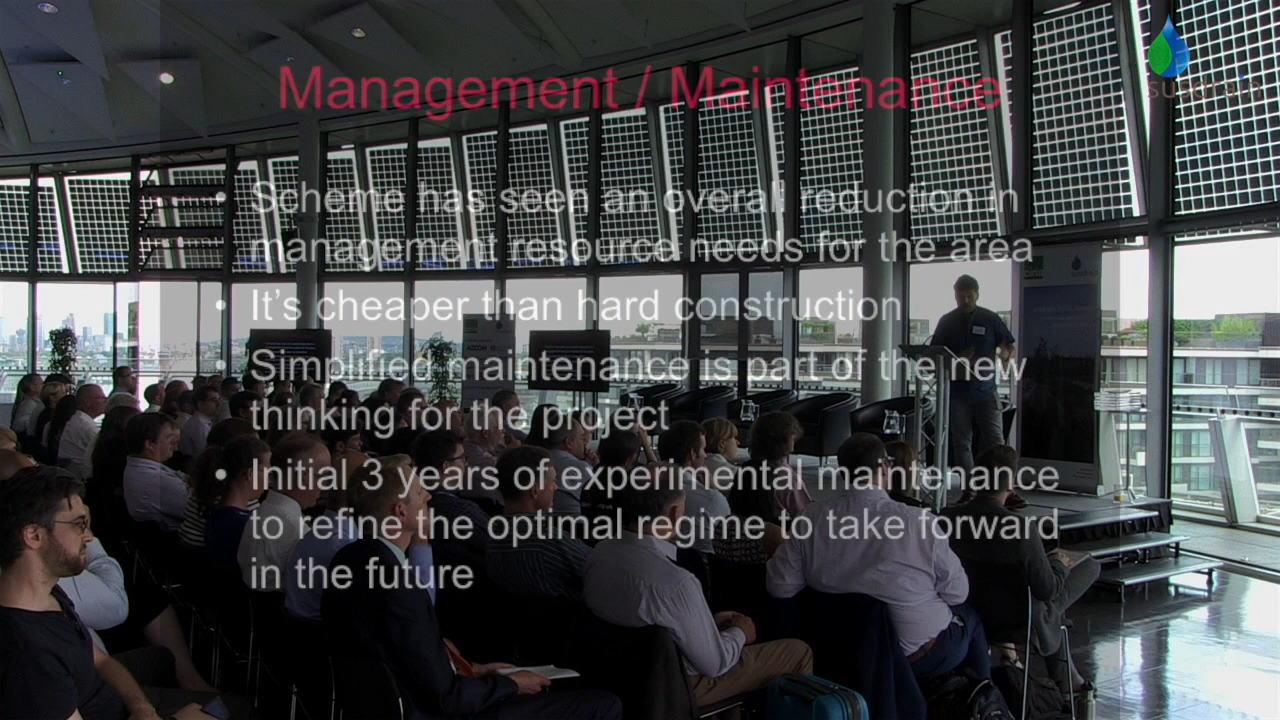 Management / Maintenance
susdrain
• Scheme has seen an overall reduction in
management resource needs for the area
• It’s cheaper than hard construction
• Simplified maintenance is part of the new
thinking for the project
• Initial 3 years of experimental maintenance
to refine the optimal regime to take forward
in the future